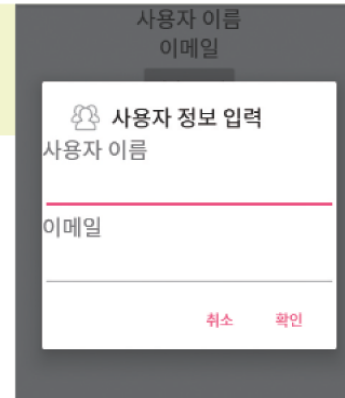 사용자 이름
이메일
사용자 정보 입력
사용자 이름
이메일
취소 확인